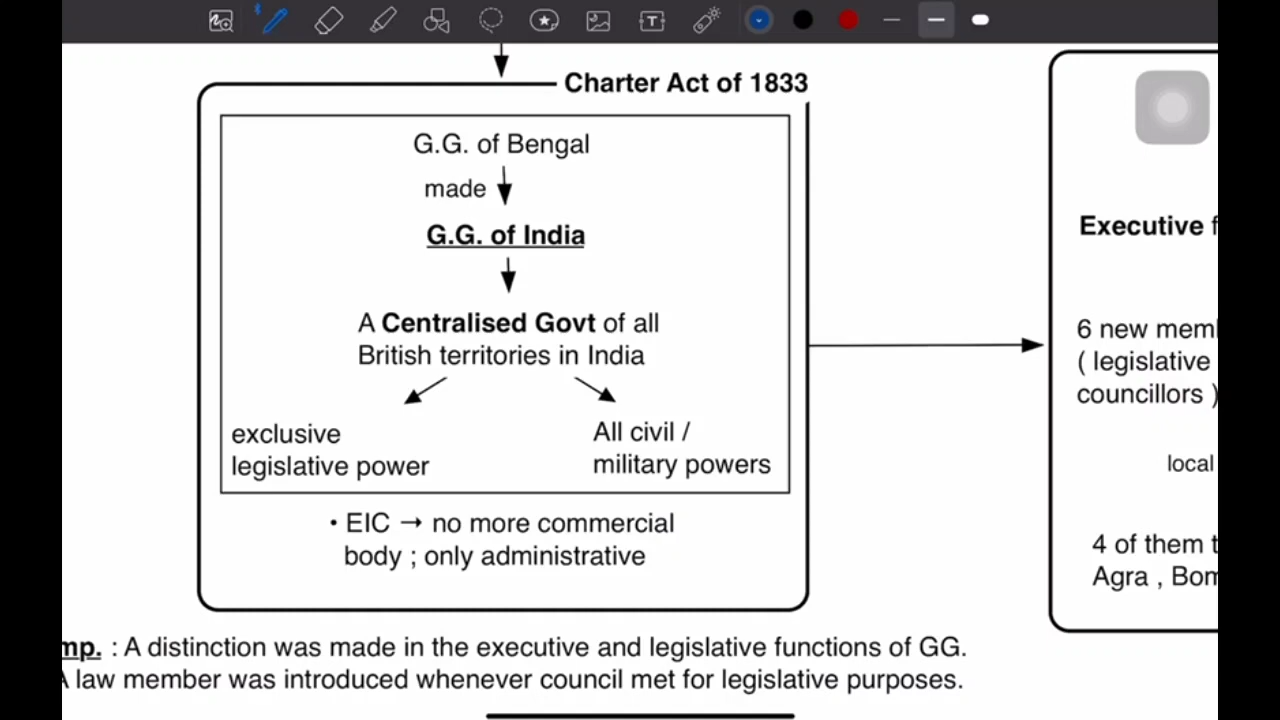 Charter Act of 1833
G.G. of Bengal
made
G.G. of India
A Centralised Govt of all
British territories in India
exclusive
legislative power
All civil /
military powers
• EIC → no more commercial
body ; only administrative
Executive f
6 new mem
( legislative
councillors )
local
4 of them t
Agra , Bom
mp. : A distinction was made in the executive and legislative functions of GG.
A law member was introduced whenever council met for legislative purposes.